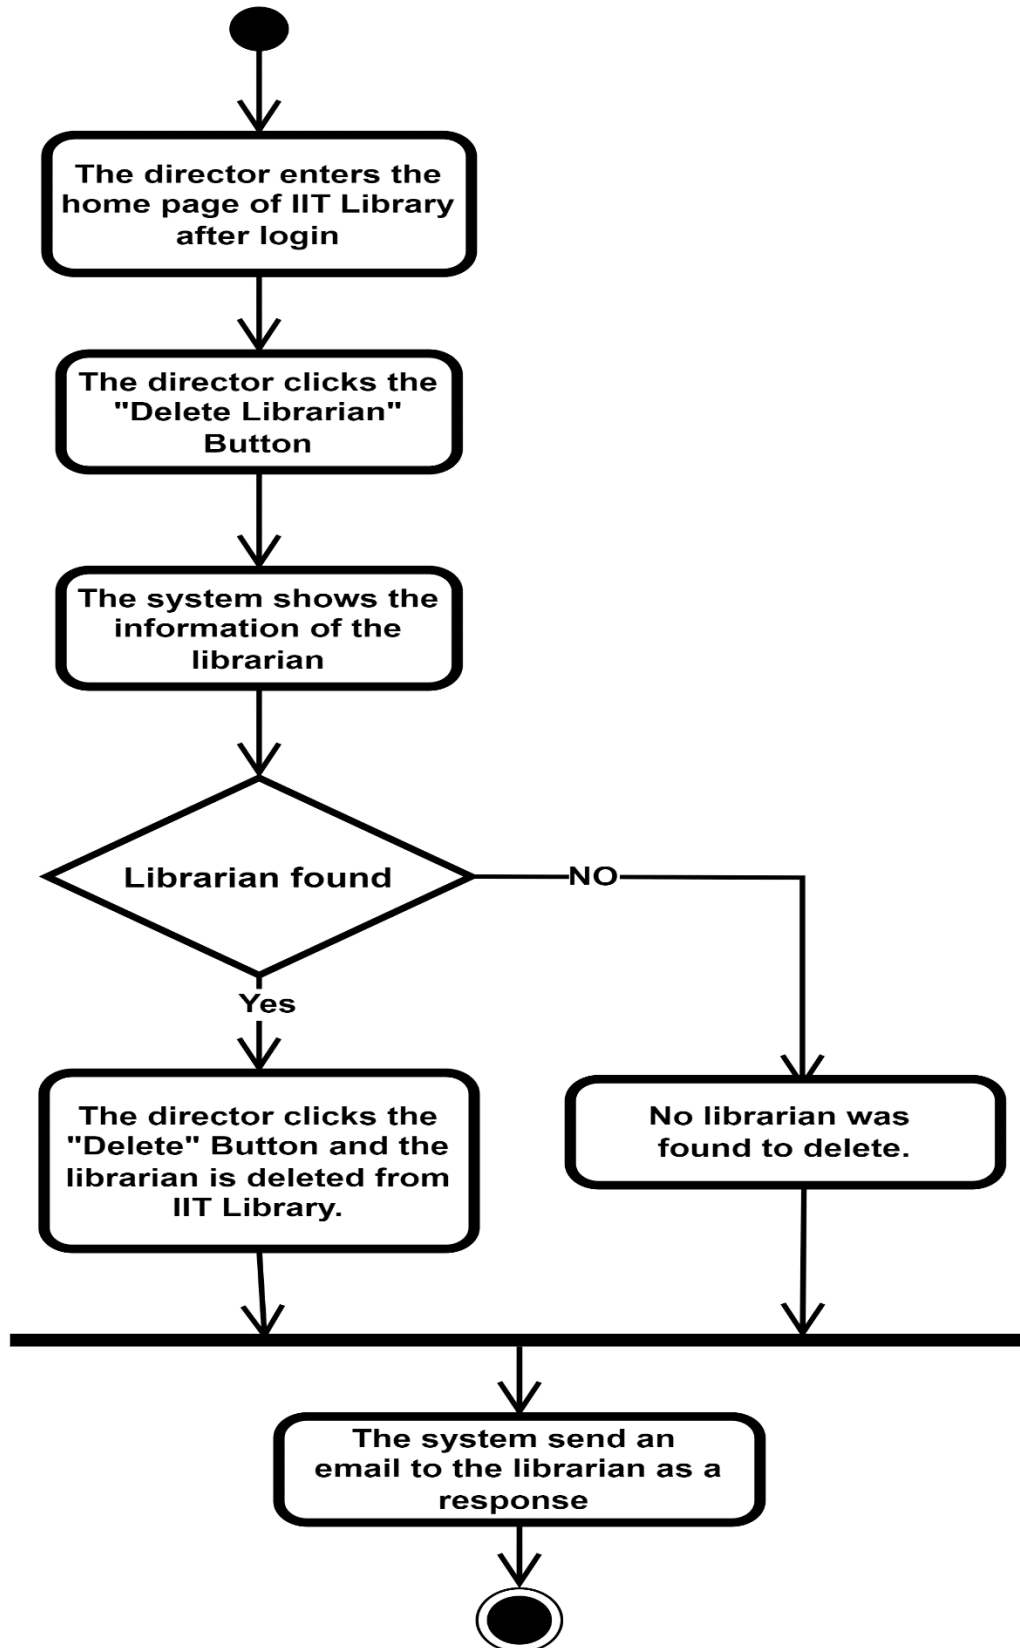 The director enters the
home page of IIT Library
after login
The director clicks the
"Delete Librarian"
Button
The system shows the
information of the
librarian
Librarian found
NO
Yes
The director clicks the
"Delete" Button and the
librarian is deleted from
IIT Library.
No librarian was
found to delete.
The system send an
email to the librarian as a
response